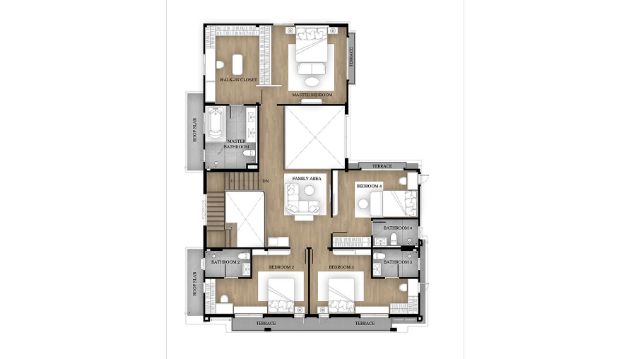 TERRACE
WALK-IN CLOSET
MASTER BEDROOM
ROOF SLAB
MASTER
BATHROOM
TERRACE
FAMILY AREA
DN
BEDROOM 4
BATHROOM 4
BATHROOM 2
BEDROOM 2
BEDROOM 3
BATHROOM 3
ROOF SLAB
TERRACE
TERRACE